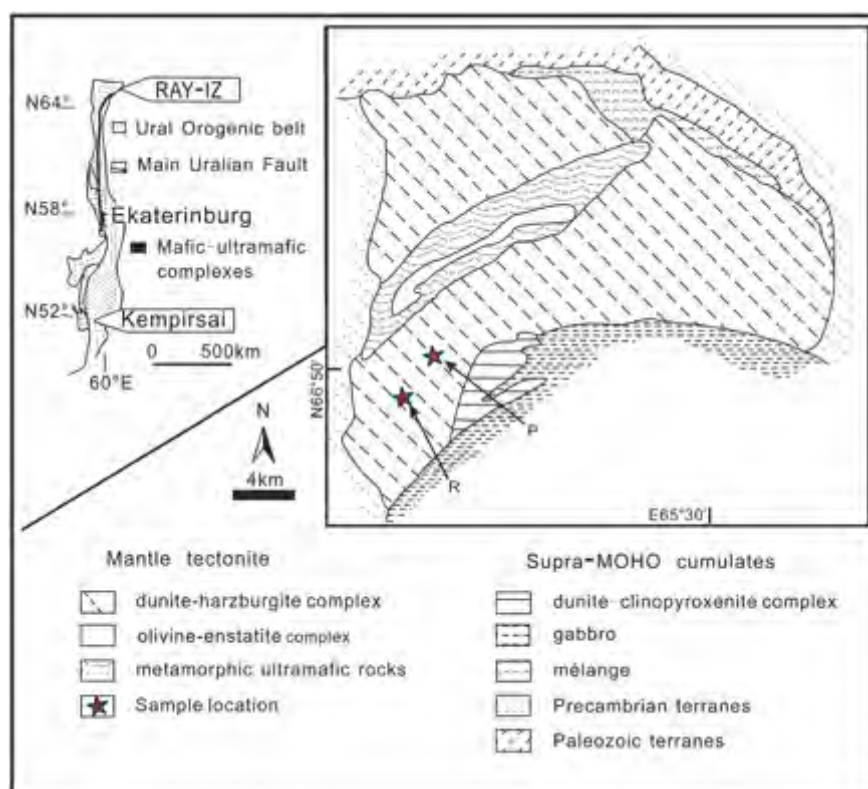 RAY-IZ
N64°
Ural Orogenic belt
Main Uralian Fault
N58°
Ekaterinburg
Mafic-ultramafic
complexes
N52°
Kempirsai
0 500km
60°E
N
4km
N66°50'
P
R
E65°30'
Mantle tectonite
dunite-harzburgite complex
olivine-enstatite complex
metamorphic ultramafic rocks
Sample location
Supra-MOHO cumulates
dunite-clinopyroxenite complex
gabbro
mélange
Precambrian terranes
Paleozoic terranes